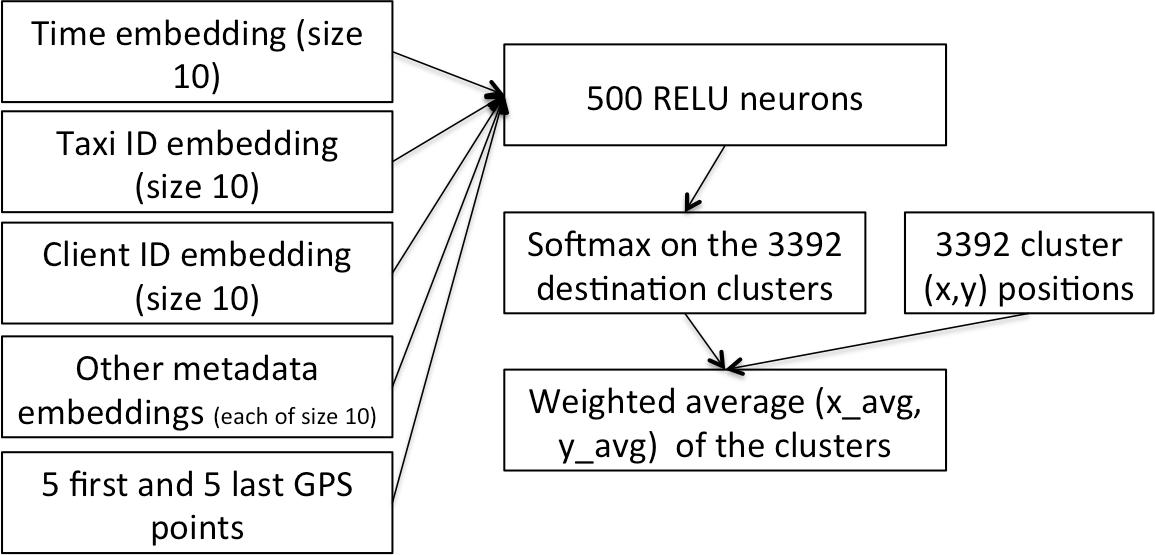 Time embedding (size
10)
Taxi ID embedding
(size 10)
Client ID embedding
(size 10)
Other metadata
embeddings (each of size 10)
5 first and 5 last GPS
points
500 RELU neurons
Softmax on the 3392
destination clusters
3392 cluster
(x,y) positions
Weighted average (x_avg,
y_avg) of the clusters